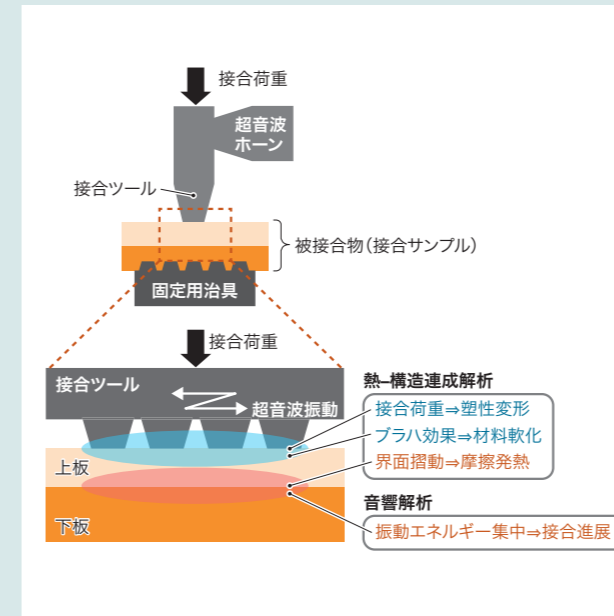 接合荷重
超音波
ホーン
接合ツール
被接合物(接合サンプル)
固定用治具
接合荷重
接合ツール
超音波振動
上板
下板
熱–構造連成解析
接合荷重⇒塑性変形
ブラハ効果⇒材料軟化
界面摺動⇒摩擦発熱
音響解析
振動エネルギー集中⇒接合進展